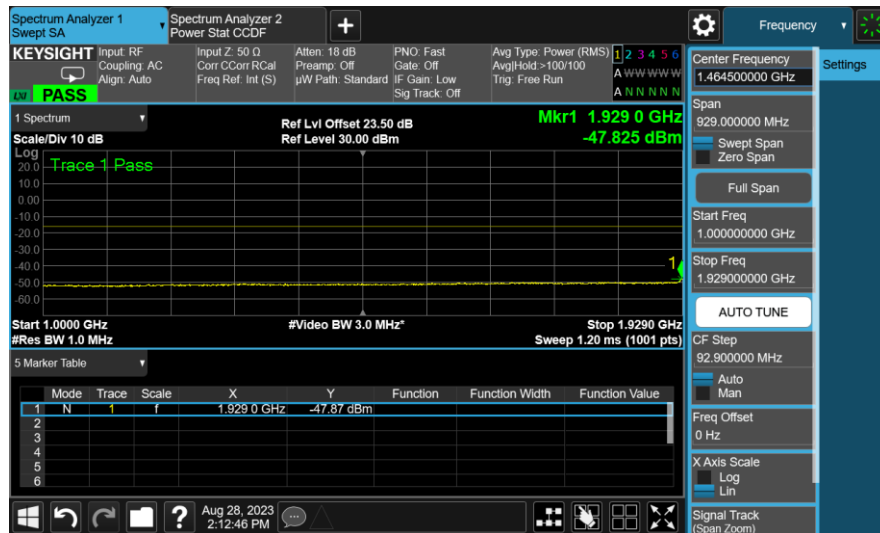 Spectrum Analyzer 1
Swept SA
Spectrum Analyzer 2
Power Stat CCDF
Frequency
KEYSIGHT
Input: RF
Coupling: AC
Align: Auto
Input Z: 50 Ω
Corr CCorr RCal
Freq Ref: Int (S)
Atten: 18 dB
Preamp: Off
µW Path: Standard
PNO: Fast
Gate: Off
IF Gain: Low
Sig Track: Off
Avg Type: Power (RMS)
Avg|Hold:>100/100
Trig: Free Run
1 2 3 4 5 6
A W W W W W
A N N N N N
LXI
PASS
1 Spectrum
Scale/Div 10 dB
Ref Lvl Offset 23.50 dB
Ref Level 30.00 dBm
Mkr1 1.929 0 GHz
-47.825 dBm
Log
Trace 1 Pass
20.0
10.0
0.00
-10.0
-20.0
-30.0
-40.0
-50.0
-60.0
1
Start 1.0000 GHz
#Res BW 1.0 MHz
#Video BW 3.0 MHz*
Stop 1.9290 GHz
Sweep 1.20 ms (1001 pts)
5 Marker Table
Mode Trace Scale X Y Function Function Width Function Value
1 N 1 f 1.929 0 GHz -47.87 dBm
2
3
4
5
6
Aug 28, 2023
2:12:46 PM
Center Frequency
1.464500000 GHz
Settings
Span
929.000000 MHz
Swept Span
Zero Span
Full Span
Start Freq
1.000000000 GHz
Stop Freq
1.929000000 GHz
AUTO TUNE
CF Step
92.900000 MHz
Auto
Man
Freq Offset
0 Hz
X Axis Scale
Log
Lin
Signal Track
(Span Zoom)